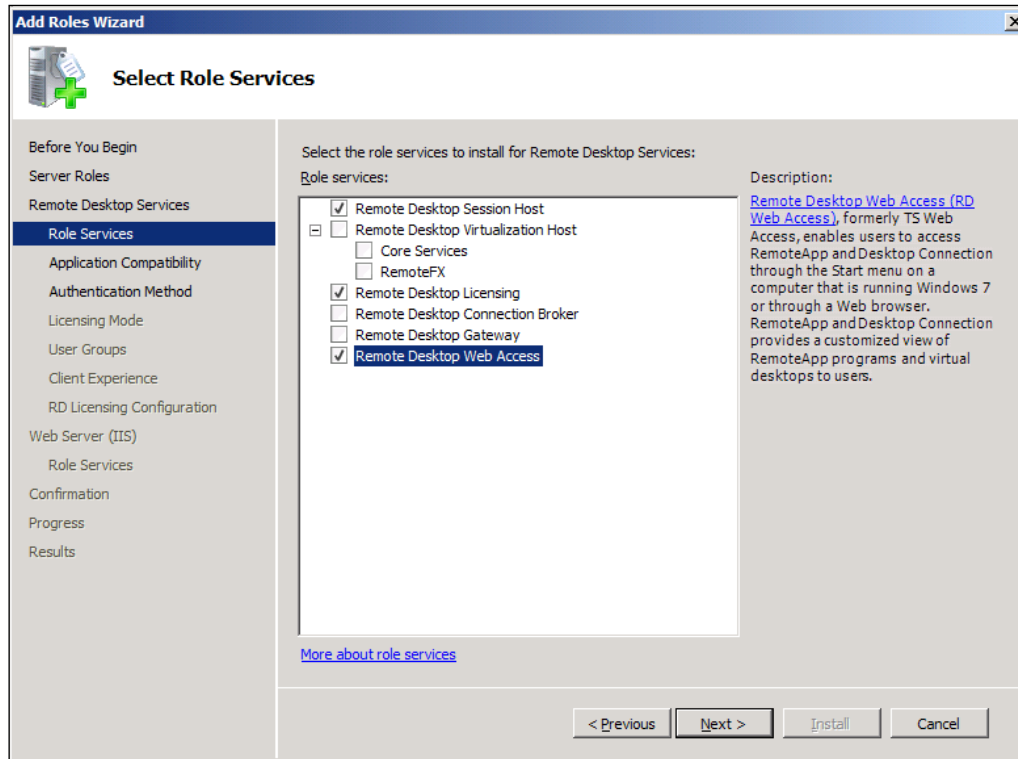 Add Roles Wizard
Select Role Services
Before You Begin
Server Roles
Remote Desktop Services
Role Services
Application Compatibility
Authentication Method
Licensing Mode
User Groups
Client Experience
RD Licensing Configuration
Web Server (IIS)
Role Services
Confirmation
Progress
Results
Select the role services to install for Remote Desktop Services:
Role services:
Remote Desktop Session Host
Remote Desktop Virtualization Host
Core Services
RemoteFX
Remote Desktop Licensing
Remote Desktop Connection Broker
Remote Desktop Gateway
Remote Desktop Web Access
More about role services
Description:
Remote Desktop Web Access (RD
Web Access), formerly TS Web
Access, enables users to access
RemoteApp and Desktop Connection
through the Start menu on a
computer that is running Windows 7
or through a Web browser.
RemoteApp and Desktop Connection
provides a customized view of
RemoteApp programs and virtual
desktops to users.
< Previous
Next >
Install
Cancel